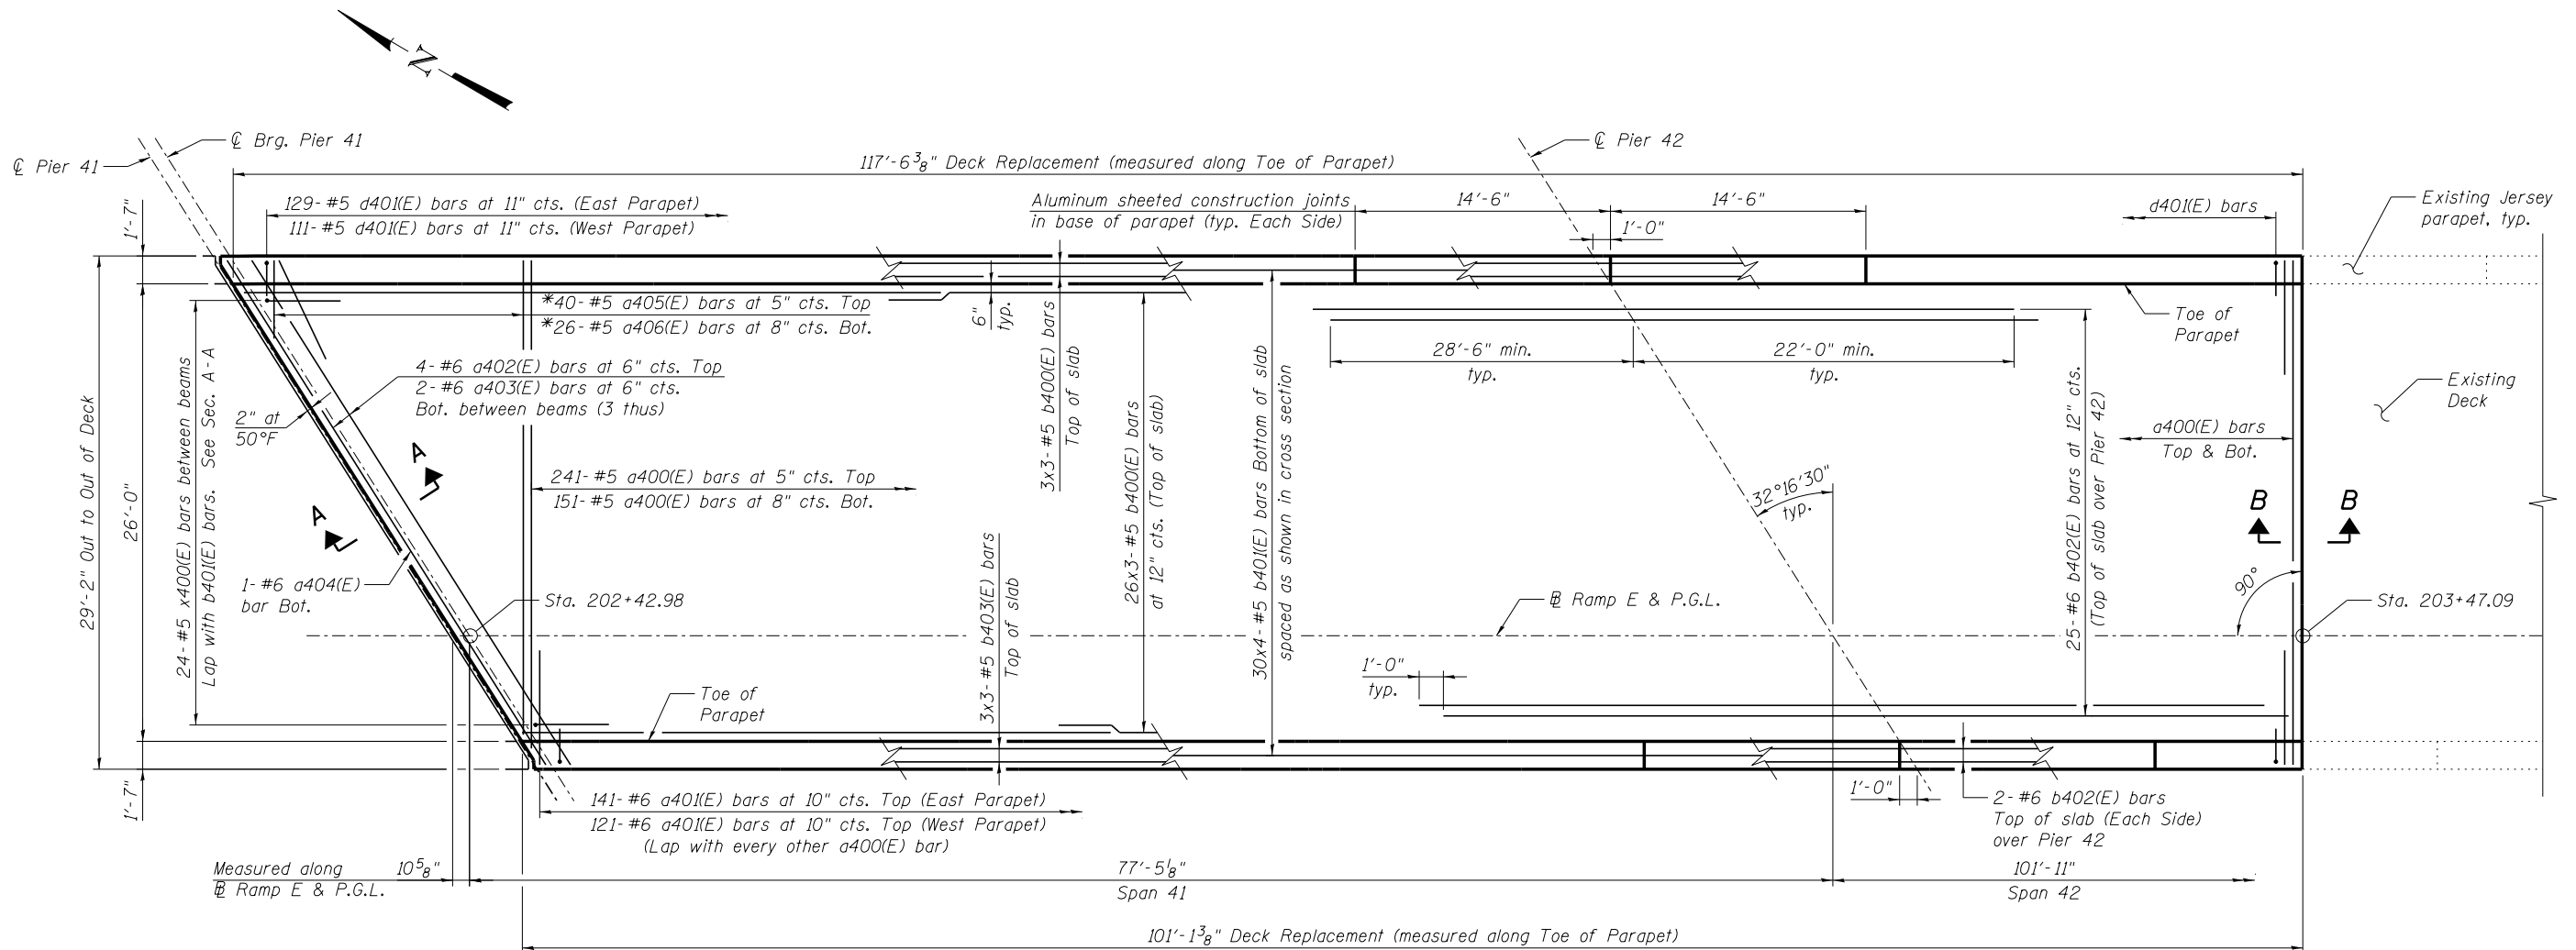 N
℄ Brg. Pier 41
℄ Pier 41
℄ Pier 42
117'-6 3/8" Deck Replacement (measured along Toe of Parapet)
129- #5 d401(E) bars at 11" cts. (East Parapet)
111- #5 d401(E) bars at 11" cts. (West Parapet)
Aluminum sheeted construction joints
in base of parapet (typ. Each Side)
14'-6"
14'-6"
1'-0"
d401(E) bars
Existing Jersey
parapet, typ.
1'-7"
*40- #5 a405(E) bars at 5" cts. Top
*26- #5 a406(E) bars at 8" cts. Bot.
6"
typ.
3x3- #5 b400(E) bars
Top of slab
Toe of
Parapet
28'-6" min.
typ.
22'-0" min.
typ.
4- #6 a402(E) bars at 6" cts. Top
2- #6 a403(E) bars at 6" cts.
Bot. between beams (3 thus)
2" at
50°F
29'-2" Out to Out of Deck
26'-0"
24- #5 x400(E) bars between beams
Lap with b401(E) bars. See Sec. A-A
A
A
241- #5 a400(E) bars at 5" cts. Top
151- #5 a400(E) bars at 8" cts. Bot.
26x3- #5 b400(E) bars
at 12" cts. (Top of slab)
30x4- #5 b401(E) bars Bottom of slab
spaced as shown in cross section
32°16'30"
typ.
25- #6 b402(E) bars at 12" cts.
(Top of slab over Pier 42)
a400(E) bars
Top & Bot.
Existing
Deck
B
B
90°
1- #6 a404(E)
bar Bot.
Sta. 202+42.98
3x3- #5 b403(E) bars
Top of slab
℄ Ramp E & P.G.L.
Sta. 203+47.09
1'-0"
typ.
Toe of
Parapet
1'-7"
141- #6 a401(E) bars at 10" cts. Top (East Parapet)
121- #6 a401(E) bars at 10" cts. Top (West Parapet)
(Lap with every other a400(E) bar)
1'-0"
2- #6 b402(E) bars
Top of slab (Each Side)
over Pier 42
Measured along
℄ Ramp E & P.G.L.
10 5/8"
77'-5 1/8"
Span 41
101'-11"
Span 42
101'-1 3/8" Deck Replacement (measured along Toe of Parapet)